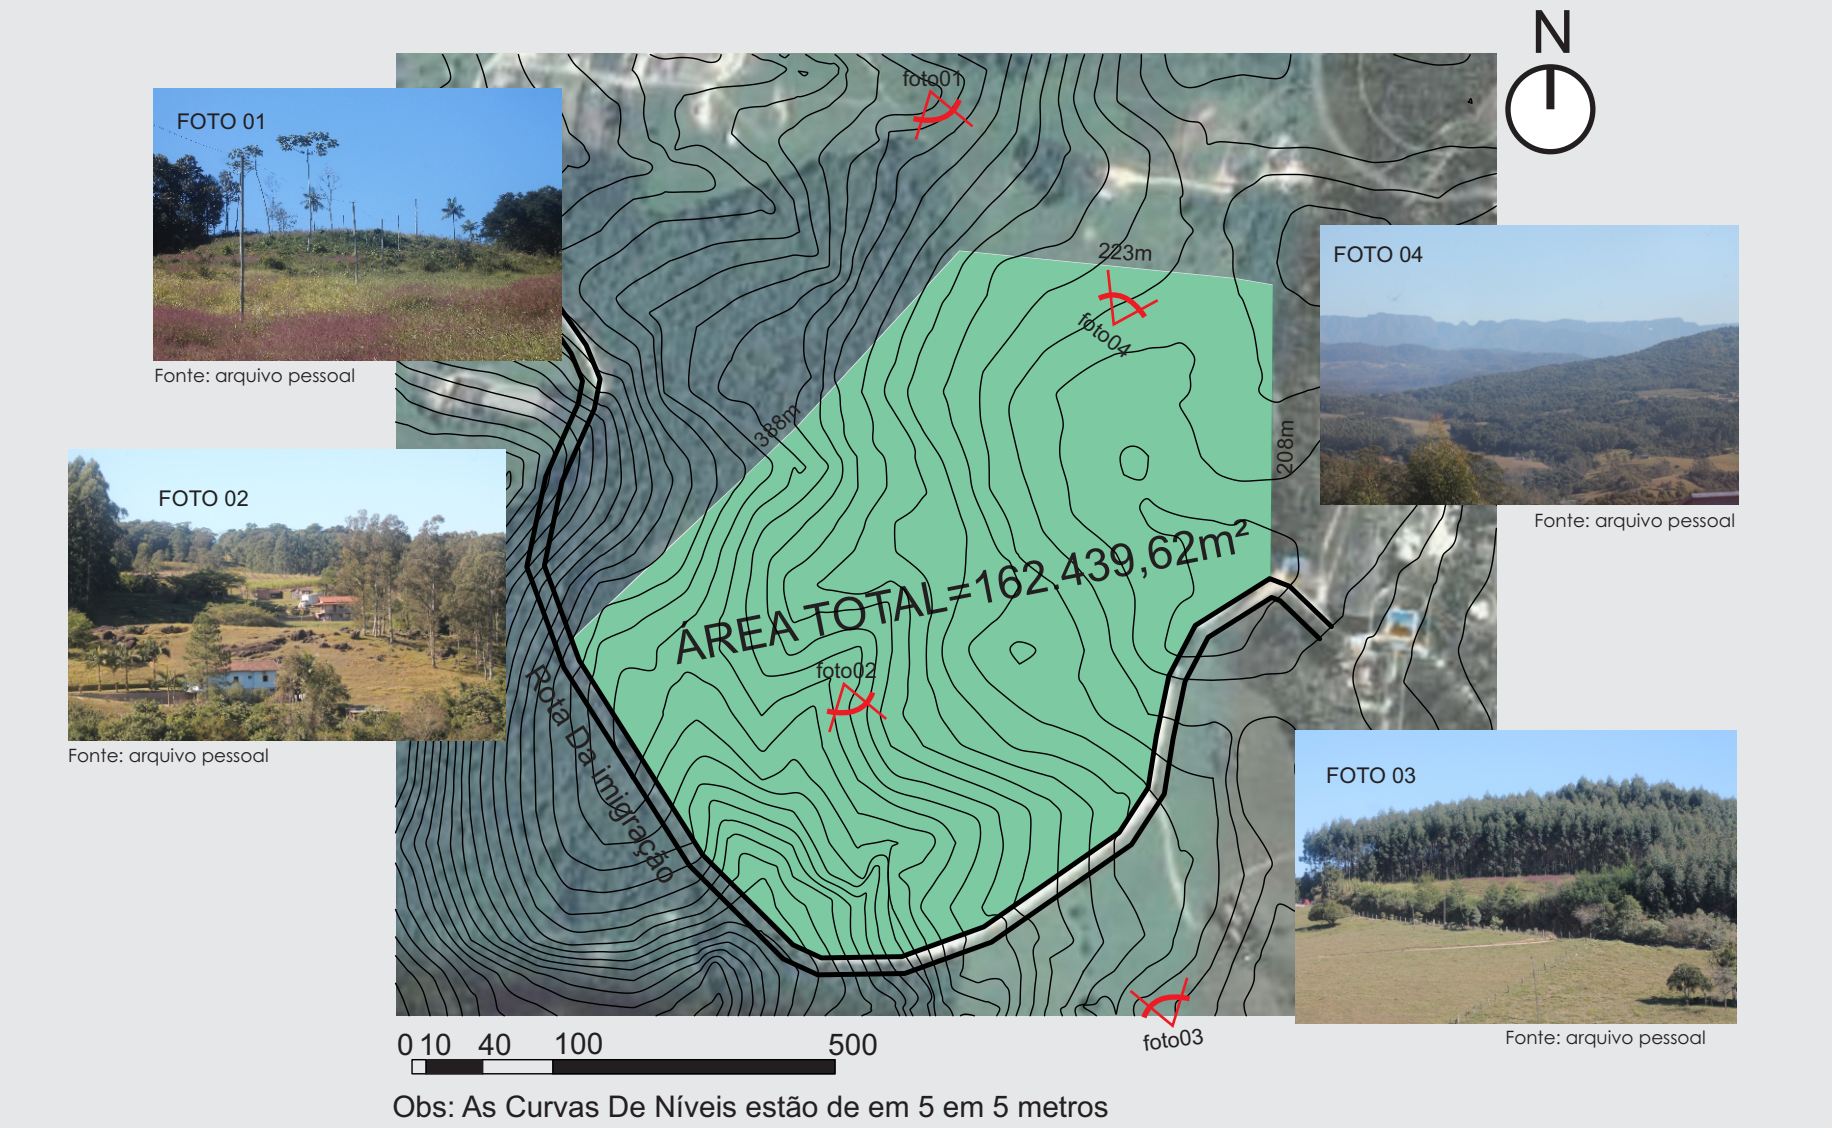 N
foto01
FOTO 01
Fonte: arquivo pessoal
223m
foto04
FOTO 04
Fonte: arquivo pessoal
388m
208m
FOTO 02
Fonte: arquivo pessoal
ÁREA TOTAL=162.439,62m²
foto02
Rota Da imigração
FOTO 03
Fonte: arquivo pessoal
foto03
0 10 40 100 500
Obs: As Curvas De Níveis estão de em 5 em 5 metros